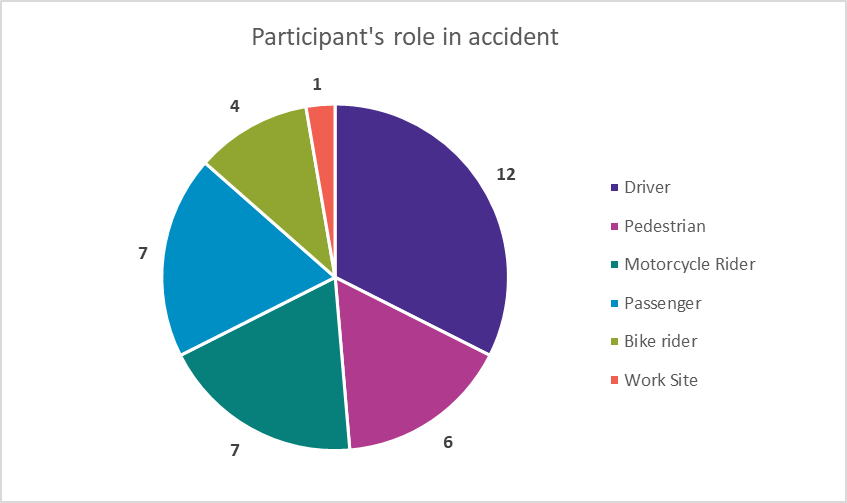 Participant's role in accident
1
4
12
7
7
6
Driver
Pedestrian
Motorcycle Rider
Passenger
Bike rider
Work Site